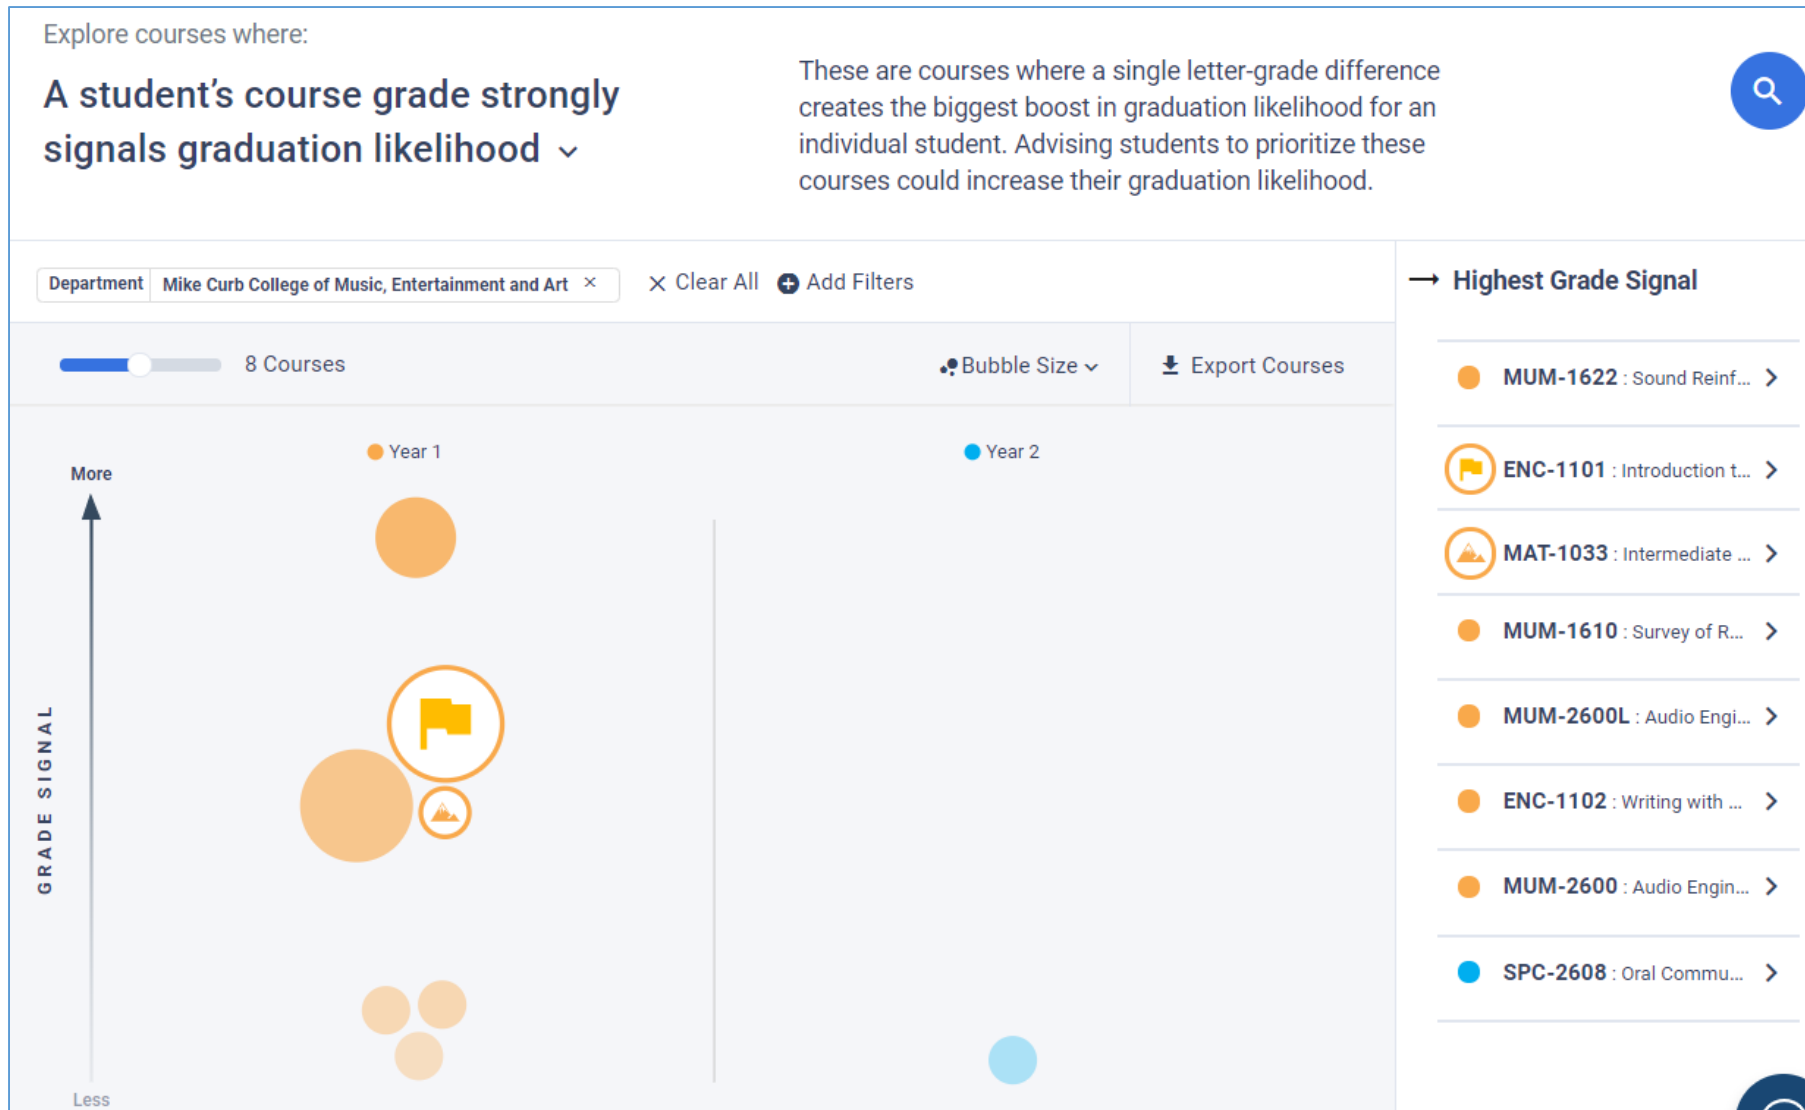 Explore courses where:
A student's course grade strongly
signals graduation likelihood
These are courses where a single letter-grade difference
creates the biggest boost in graduation likelihood for an
individual student. Advising students to prioritize these
courses could increase their graduation likelihood.
Department Mike Curb College of Music, Entertainment and Art × Clear All Add Filters
8 Courses Bubble Size Export Courses
Year 1 Year 2
More
GRADE SIGNAL
Less
Highest Grade Signal
MUM-1622 : Sound Reinf...
ENC-1101 : Introduction t...
MAT-1033 : Intermediate ...
MUM-1610 : Survey of R...
MUM-2600L : Audio Engi...
ENC-1102 : Writing with ...
MUM-2600 : Audio Engin...
SPC-2608 : Oral Commu...